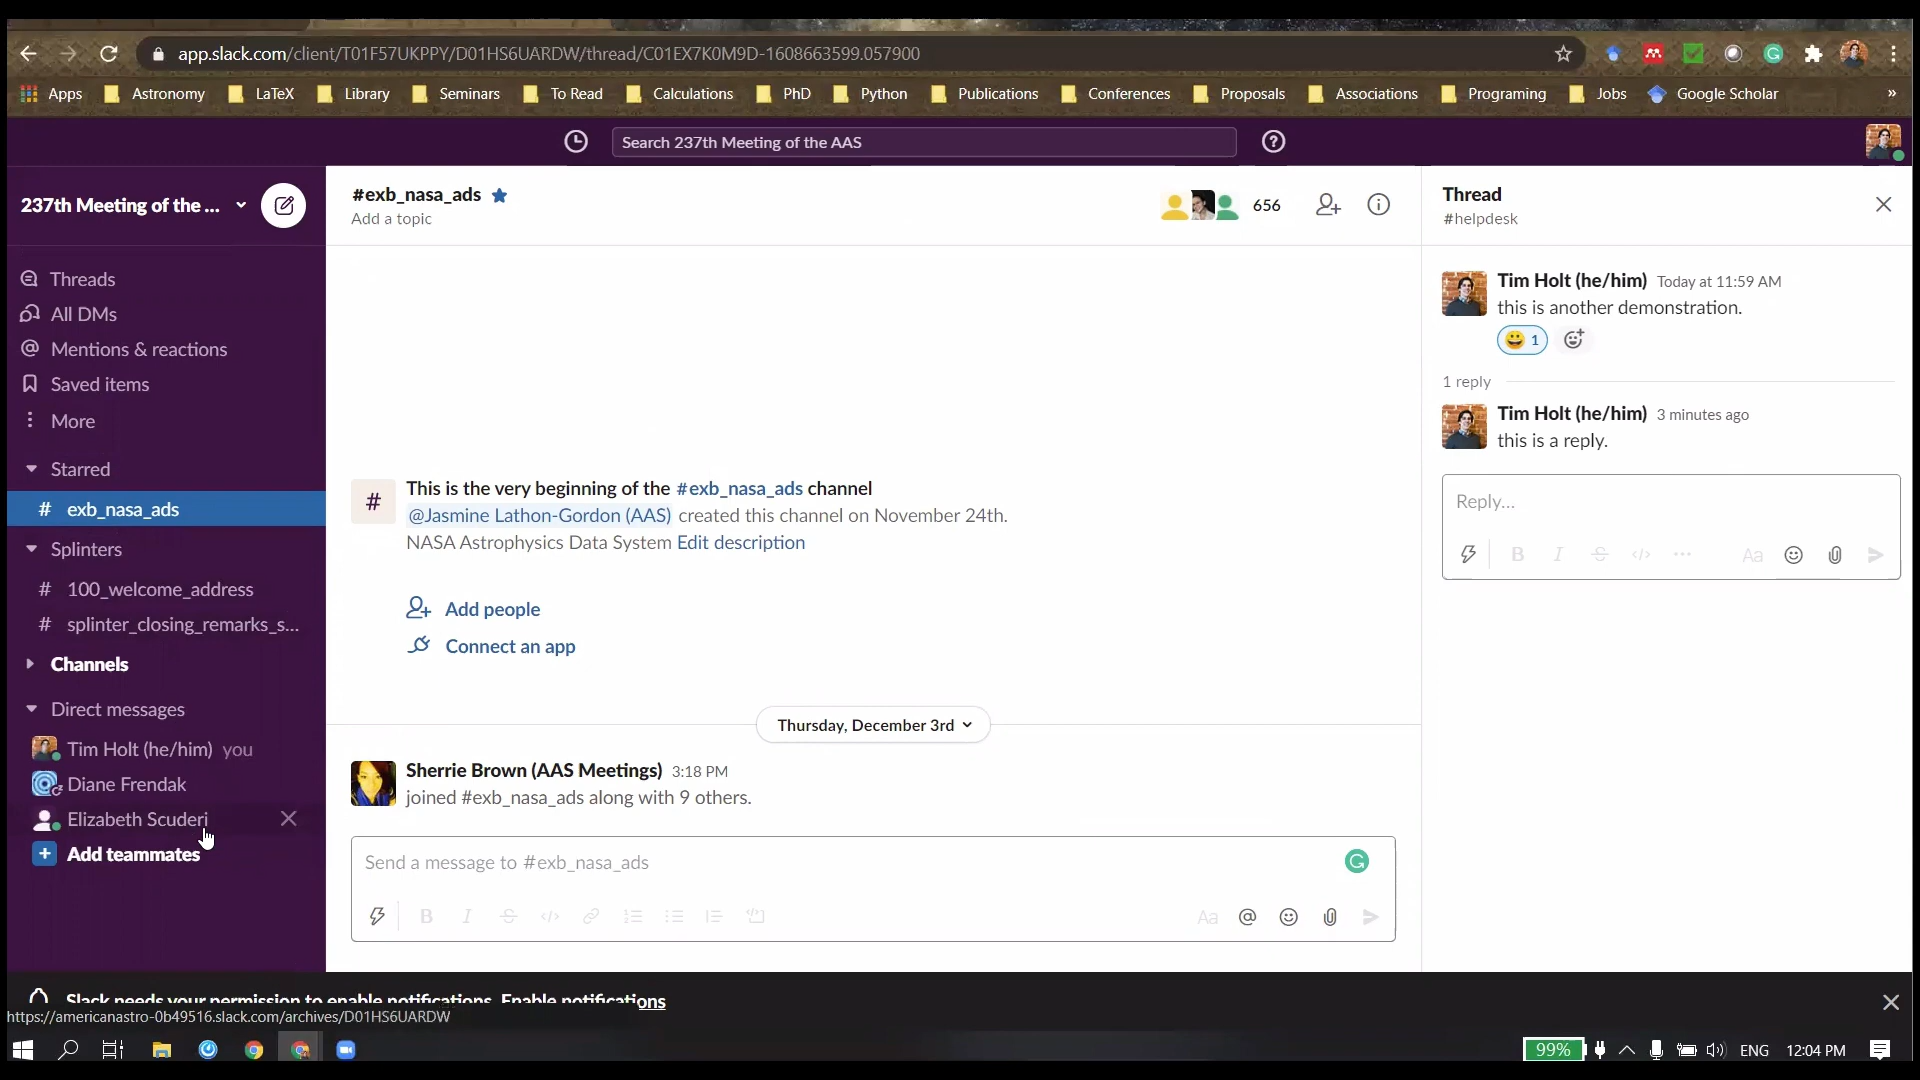 app.slack.com/client/T01F57UKPPY/D01HS6UARDW/thread/C01EX7K0M9D-1608663599.057900
Apps Astronomy LaTeX Library Seminars To Read Calculations PhD Python Publications Conferences Proposals Associations Programing Jobs Google Scholar »
Search 237th Meeting of the AAS
237th Meeting of the ...
Threads
All DMs
Mentions & reactions
Saved items
More
Starred
# exb_nasa_ads
Splinters
# 100_welcome_address
# splinter_closing_remarks_s...
Channels
Direct messages
Tim Holt (he/him) you
Diane Frendak
Elizabeth Scuderi
Add teammates
#exb_nasa_ads
Add a topic
656
This is the very beginning of the #exb_nasa_ads channel
@Jasmine Lathon-Gordon (AAS) created this channel on November 24th.
NASA Astrophysics Data System Edit description
Add people
Connect an app
Thursday, December 3rd
Sherrie Brown (AAS Meetings) 3:18 PM
joined #exb_nasa_ads along with 9 others.
Send a message to #exb_nasa_ads
B I S </> Aa @
Thread
#helpdesk
Tim Holt (he/him) Today at 11:59 AM
this is another demonstration.
1
1 reply
Tim Holt (he/him) 3 minutes ago
this is a reply.
Reply...
B I S </> ... Aa
Slack needs your permission to enable notifications. Enable notifications
https://americanastro-0b49516.slack.com/archives/D01HS6UARDW
99% ENG 12:04 PM